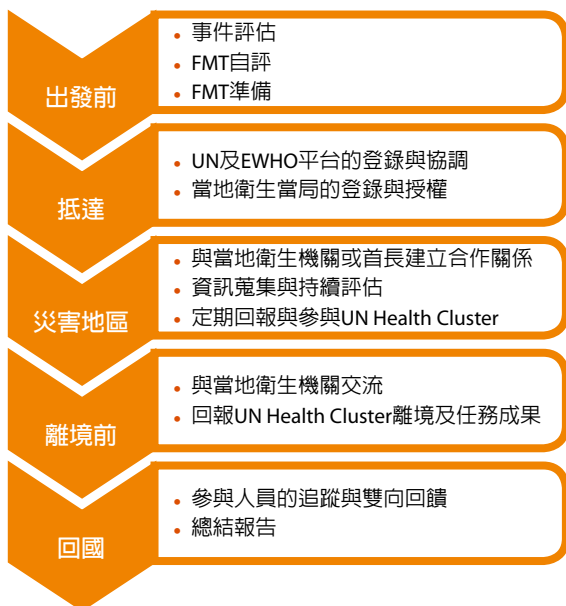 出發前
• 事件評估
• FMT自評
• FMT準備
抵達
• UN及EWHO平台的登錄與協調
• 當地衛生當局的登錄與授權
災害地區
• 與當地衛生機關或首長建立合作關係
• 資訊蒐集與持續評估
• 定期回報與參與UN Health Cluster
離境前
• 與當地衛生機關交流
• 回報UN Health Cluster離境及任務成果
回國
• 參與人員的追蹤與雙向回饋
• 總結報告